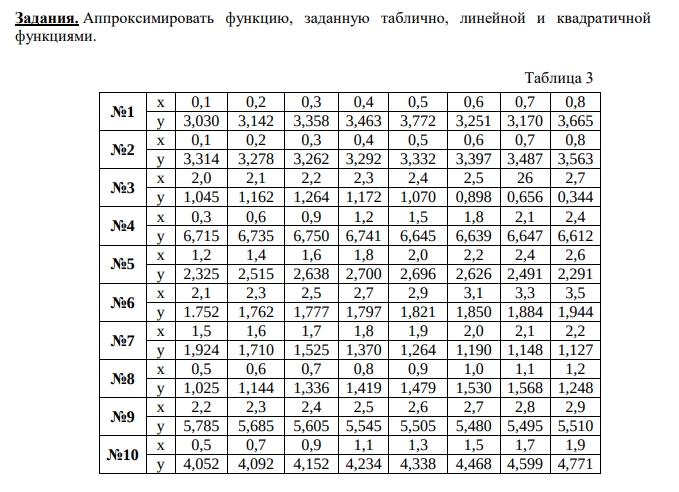 Задания. Аппроксимировать функцию, заданную таблично, линейной и квадратичной
функциями.
Таблица 3
№1 x 0,1 0,2 0,3 0,4 0,5 0,6 0,7 0,8
y 3,030 3,142 3,358 3,463 3,772 3,251 3,170 3,665
№2 x 0,1 0,2 0,3 0,4 0,5 0,6 0,7 0,8
y 3,314 3,278 3,262 3,292 3,332 3,397 3,487 3,563
№3 x 2,0 2,1 2,2 2,3 2,4 2,5 26 2,7
y 1,045 1,162 1,264 1,172 1,070 0,898 0,656 0,344
№4 x 0,3 0,6 0,9 1,2 1,5 1,8 2,1 2,4
y 6,715 6,735 6,750 6,741 6,645 6,639 6,647 6,612
№5 x 1,2 1,4 1,6 1,8 2,0 2,2 2,4 2,6
y 2,325 2,515 2,638 2,700 2,696 2,626 2,491 2,291
№6 x 2,1 2,3 2,5 2,7 2,9 3,1 3,3 3,5
y 1.752 1,762 1,777 1,797 1,821 1,850 1,884 1,944
№7 x 1,5 1,6 1,7 1,8 1,9 2,0 2,1 2,2
y 1,924 1,710 1,525 1,370 1,264 1,190 1,148 1,127
№8 x 0,5 0,6 0,7 0,8 0,9 1,0 1,1 1,2
y 1,025 1,144 1,336 1,419 1,479 1,530 1,568 1,248
№9 x 2,2 2,3 2,4 2,5 2,6 2,7 2,8 2,9
y 5,785 5,685 5,605 5,545 5,505 5,480 5,495 5,510
№10 x 0,5 0,7 0,9 1,1 1,3 1,5 1,7 1,9
y 4,052 4,092 4,152 4,234 4,338 4,468 4,599 4,771